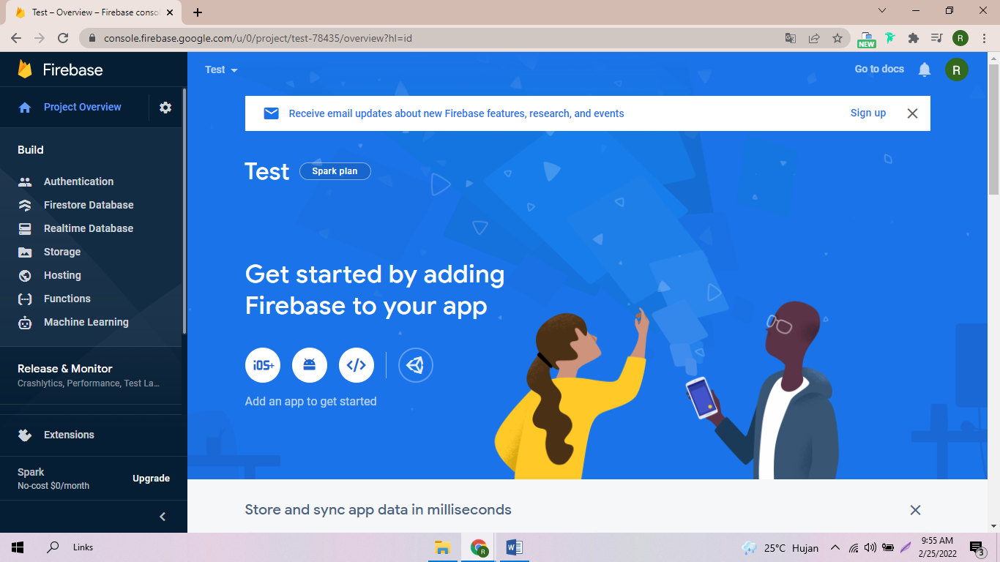 Test – Overview – Firebase conso
console.firebase.google.com/u/0/project/test-78435/overview?hl=id
NEW
R
Firebase
Test
Go to docs
R
Project Overview
Receive email updates about new Firebase features, research, and events
Sign up
Build
Authentication
Firestore Database
Realtime Database
Storage
Hosting
Functions
Machine Learning
Release & Monitor
Crashlytics, Performance, Test La...
Extensions
Spark
No-cost $0/month
Upgrade
Test
Spark plan
Get started by adding
Firebase to your app
iOS+
Add an app to get started
Store and sync app data in milliseconds
Links
R
W
25°C Hujan
9:55 AM
2/25/2022
3